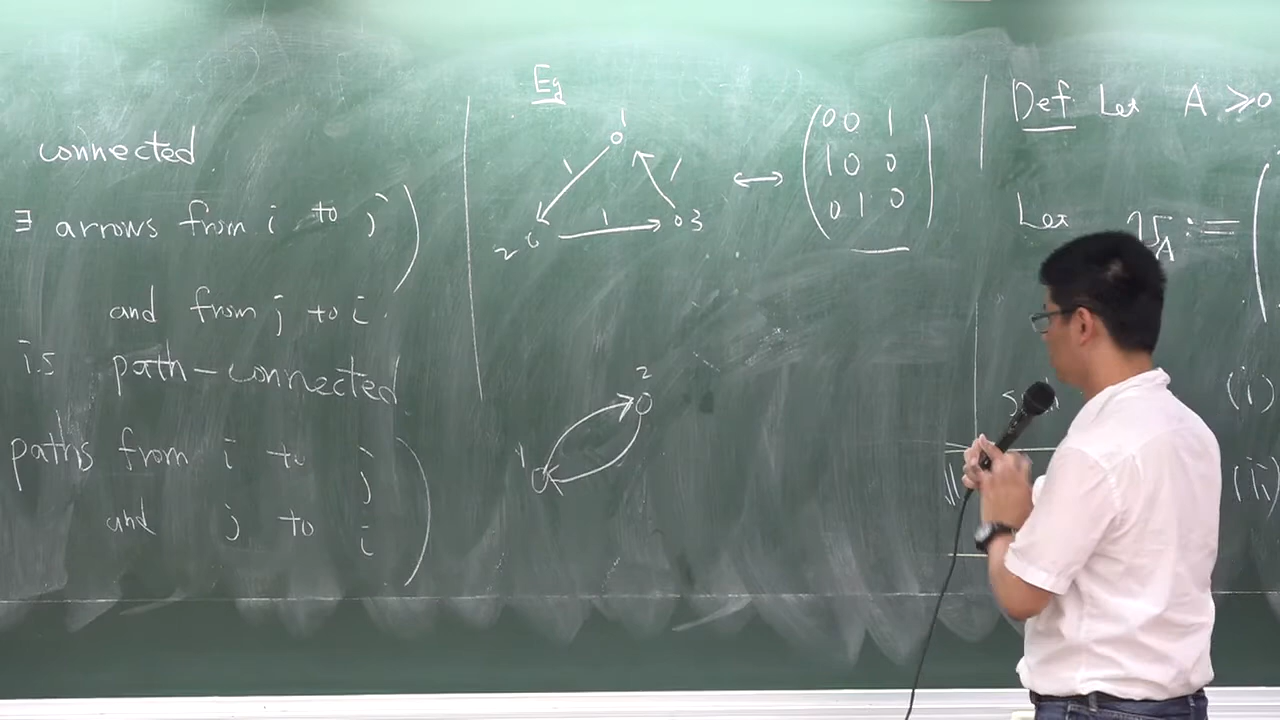 connected
∃ arrows from i to j )
and from j to i.
is path-connected
paths from i to j
and j to i )
Eg
1
1 1
1
2 3
↔
( 0 0 1
1 0 0
0 1 0 )
2
1
Def Let A ≥ 0
Let v_A := (
(i)
(ii)